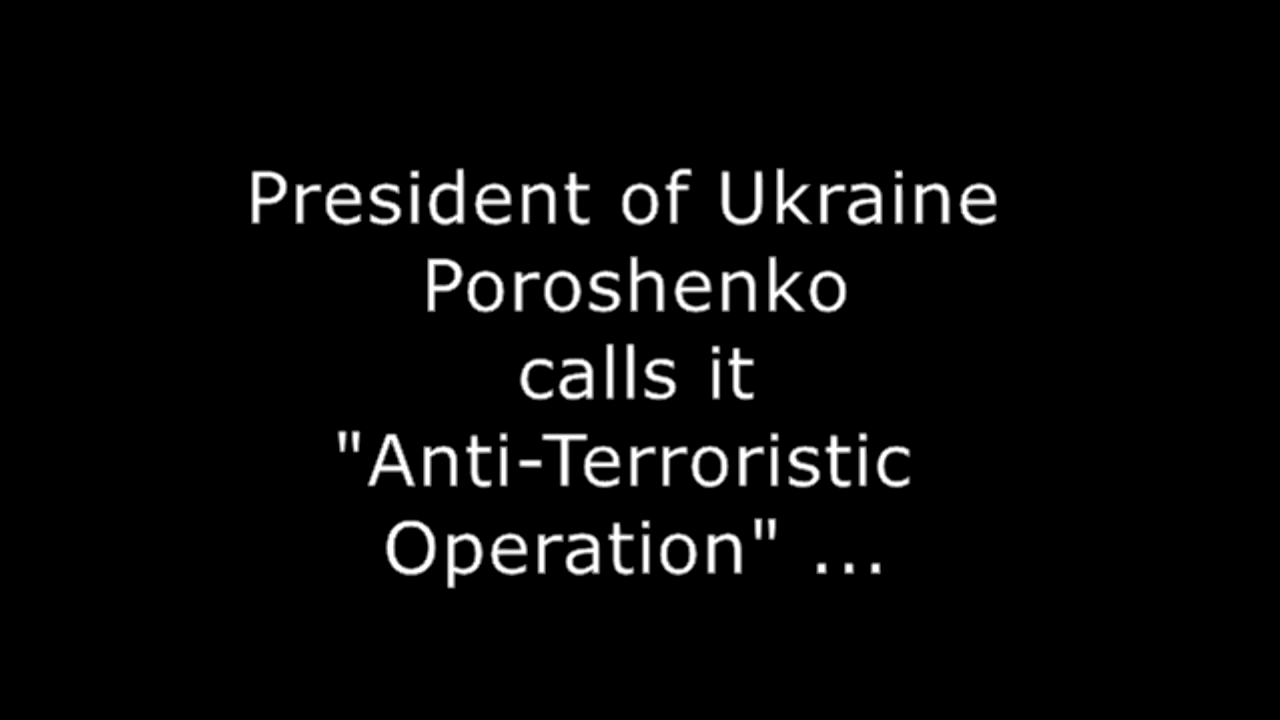 President of Ukraine
Poroshenko
calls it
"Anti-Terroristic
Operation" ...